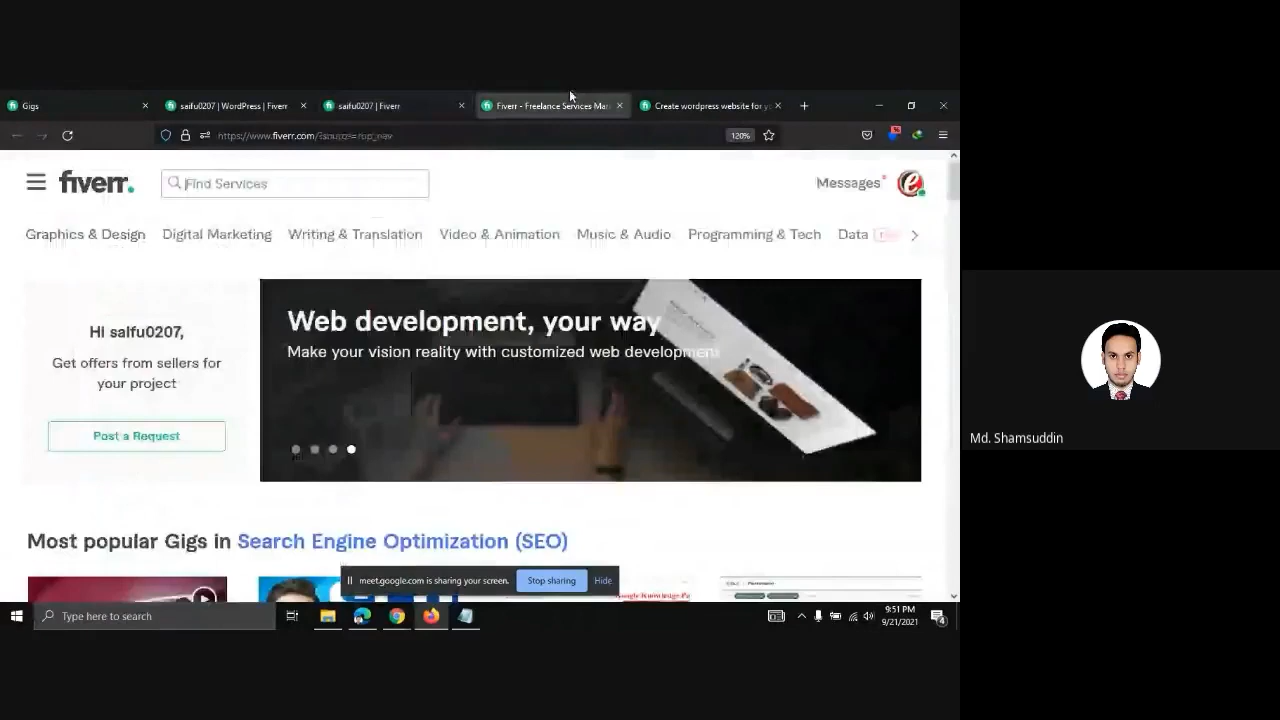 Gigs
saifu0207 | WordPress | Fiverr
saifu0207 | Fiverr
Fiverr - Freelance Services Mar
Create wordpress website for y
https://www.fiverr.com/?source=top_nav
120%
fiverr.
Find Services
Messages
Graphics & Design
Digital Marketing
Writing & Translation
Video & Animation
Music & Audio
Programming & Tech
Data
Hi saifu0207,
Get offers from sellers for
your project
Post a Request
Web development, your way
Make your vision reality with customized web development
Most popular Gigs in Search Engine Optimization (SEO)
meet.google.com is sharing your screen.
Stop sharing
Hide
Type here to search
9:51 PM
9/21/2021
4
Md. Shamsuddin